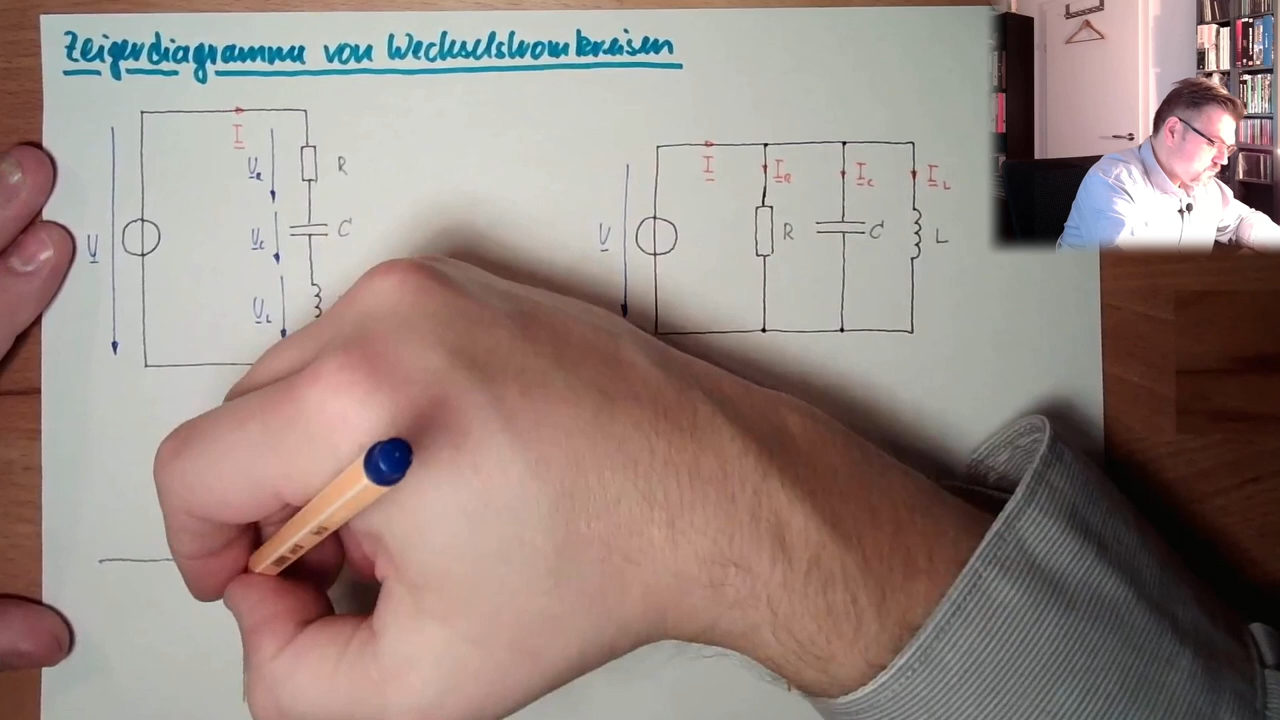 Zeigerdiagramme von Wechselstromkreisen
I
U
U_R
R
U_C
C
U_L
I
I_R
I_C
I_L
U
R
C
L